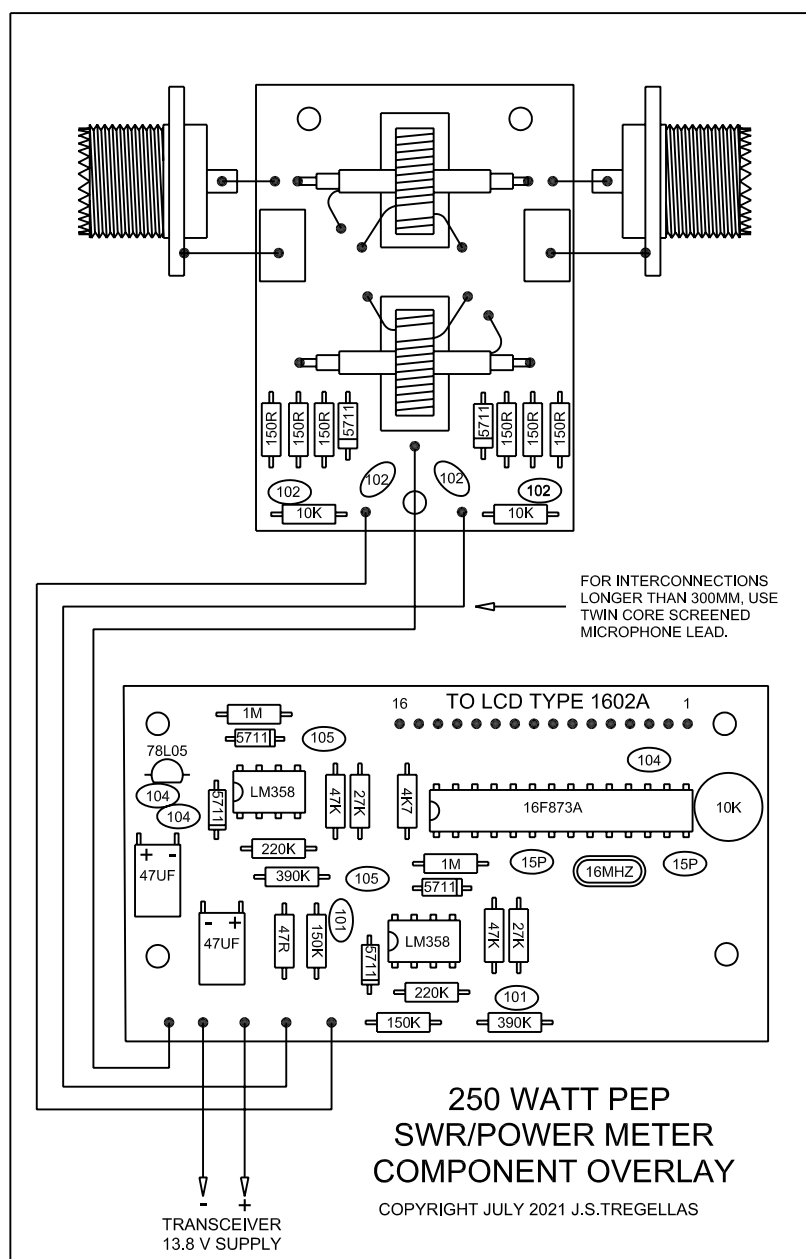 150R
150R
150R
5711
5711
150R
150R
150R
102
102
102
102
10K
10K
FOR INTERCONNECTIONS
LONGER THAN 300MM, USE
TWIN CORE SCREENED
MICROPHONE LEAD.
16
TO LCD TYPE 1602A
1
1M
5711
105
78L05
104
104
104
5711
LM358
47K
27K
4K7
16F873A
10K
220K
390K
105
1M
5711
15P
16MHZ
15P
+ -
47UF
- +
47UF
47R
150K
101
5711
LM358
47K
27K
220K
101
150K
390K
250 WATT PEP
SWR/POWER METER
COMPONENT OVERLAY
COPYRIGHT JULY 2021 J.S.TREGELLAS
- +
TRANSCEIVER
13.8 V SUPPLY